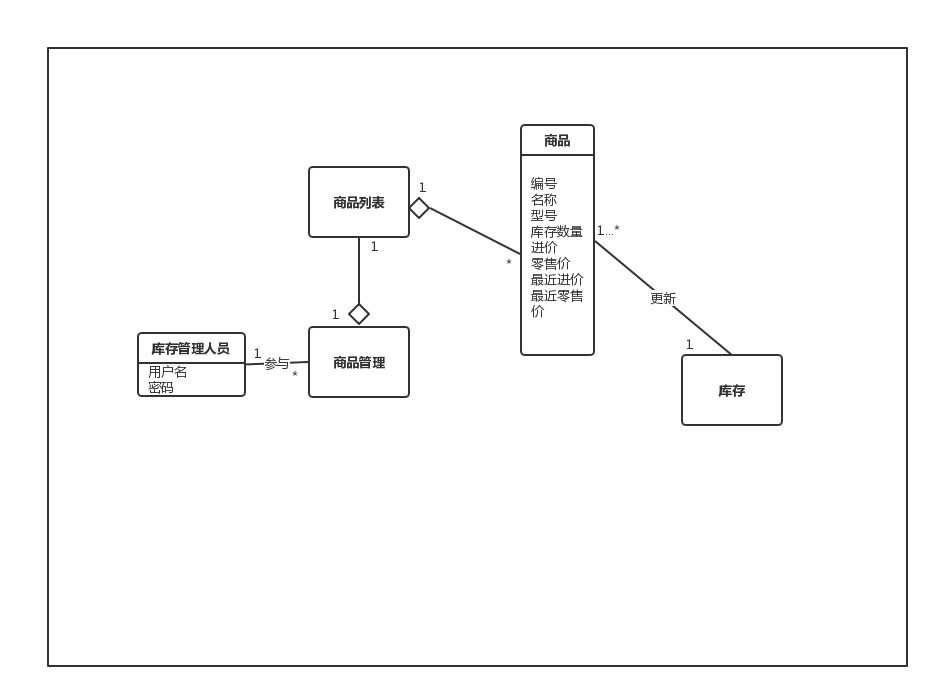 商品
编号
名称
型号
库存数量
进价
零售价
最近进价
最近零售
价
商品列表
1
*
1...*
1
更新
1
库存
1
商品管理
库存管理人员
用户名
密码
1
参与
*